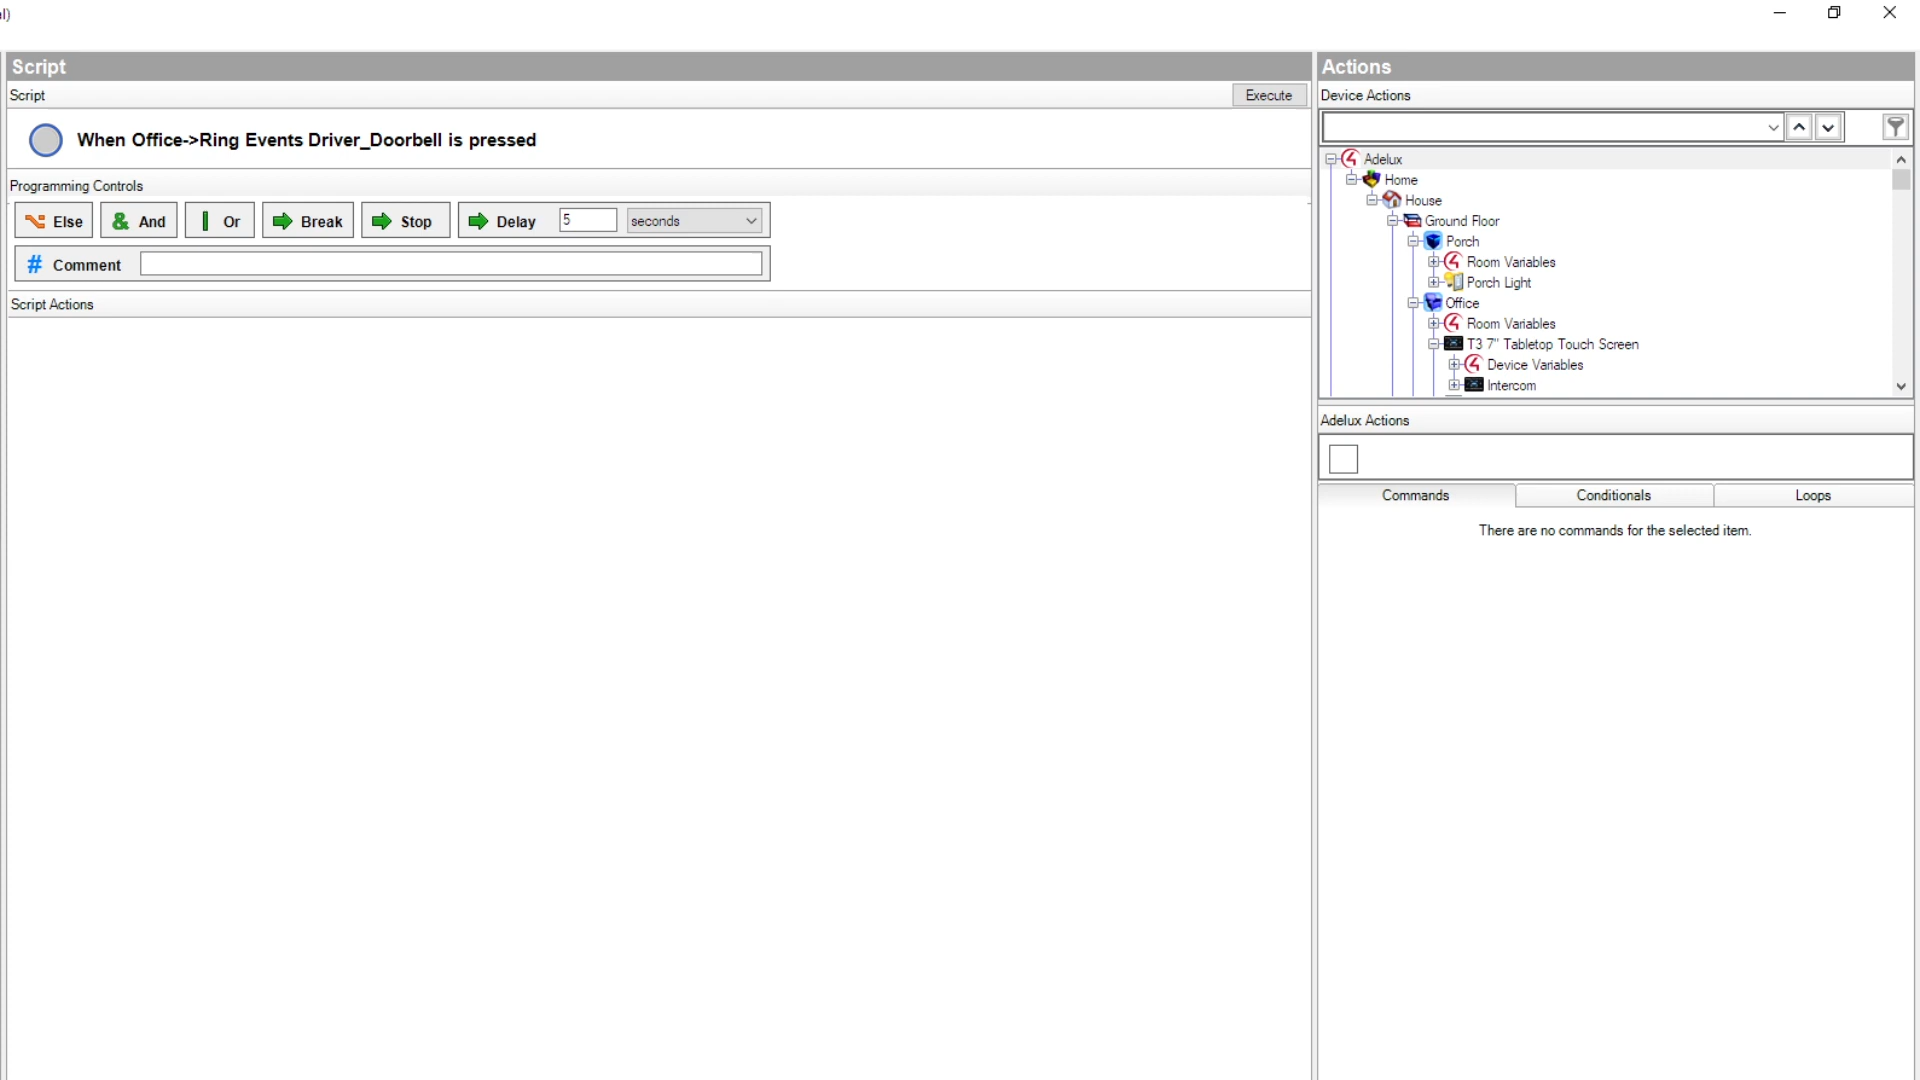 el)
Script
Script
Execute
When Office->Ring Events Driver_Doorbell is pressed
Programming Controls
Else
& And
Or
Break
Stop
Delay
5
seconds
# Comment
Script Actions
Actions
Device Actions
Adelux
Home
House
Ground Floor
Porch
Room Variables
Porch Light
Office
Room Variables
T3 7" Tabletop Touch Screen
Device Variables
Intercom
Adelux Actions
Commands
Conditionals
Loops
There are no commands for the selected item.